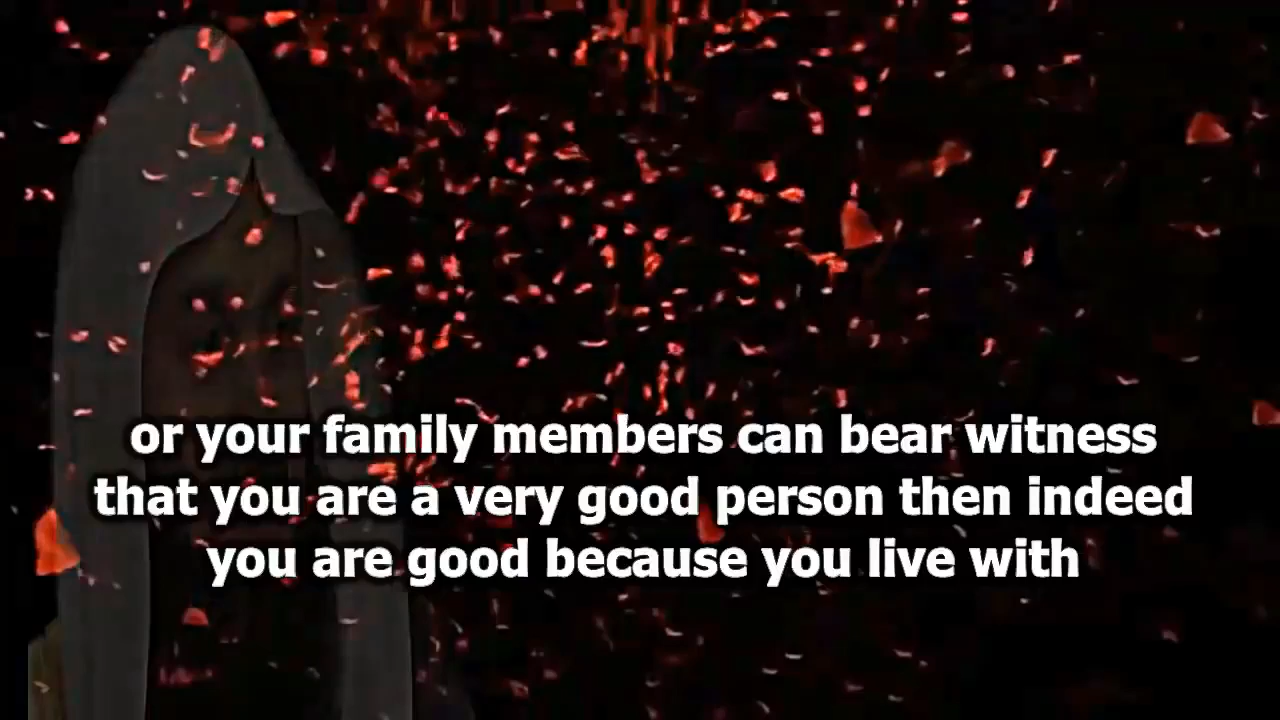 or your family members can bear witness
that you are a very good person then indeed
you are good because you live with